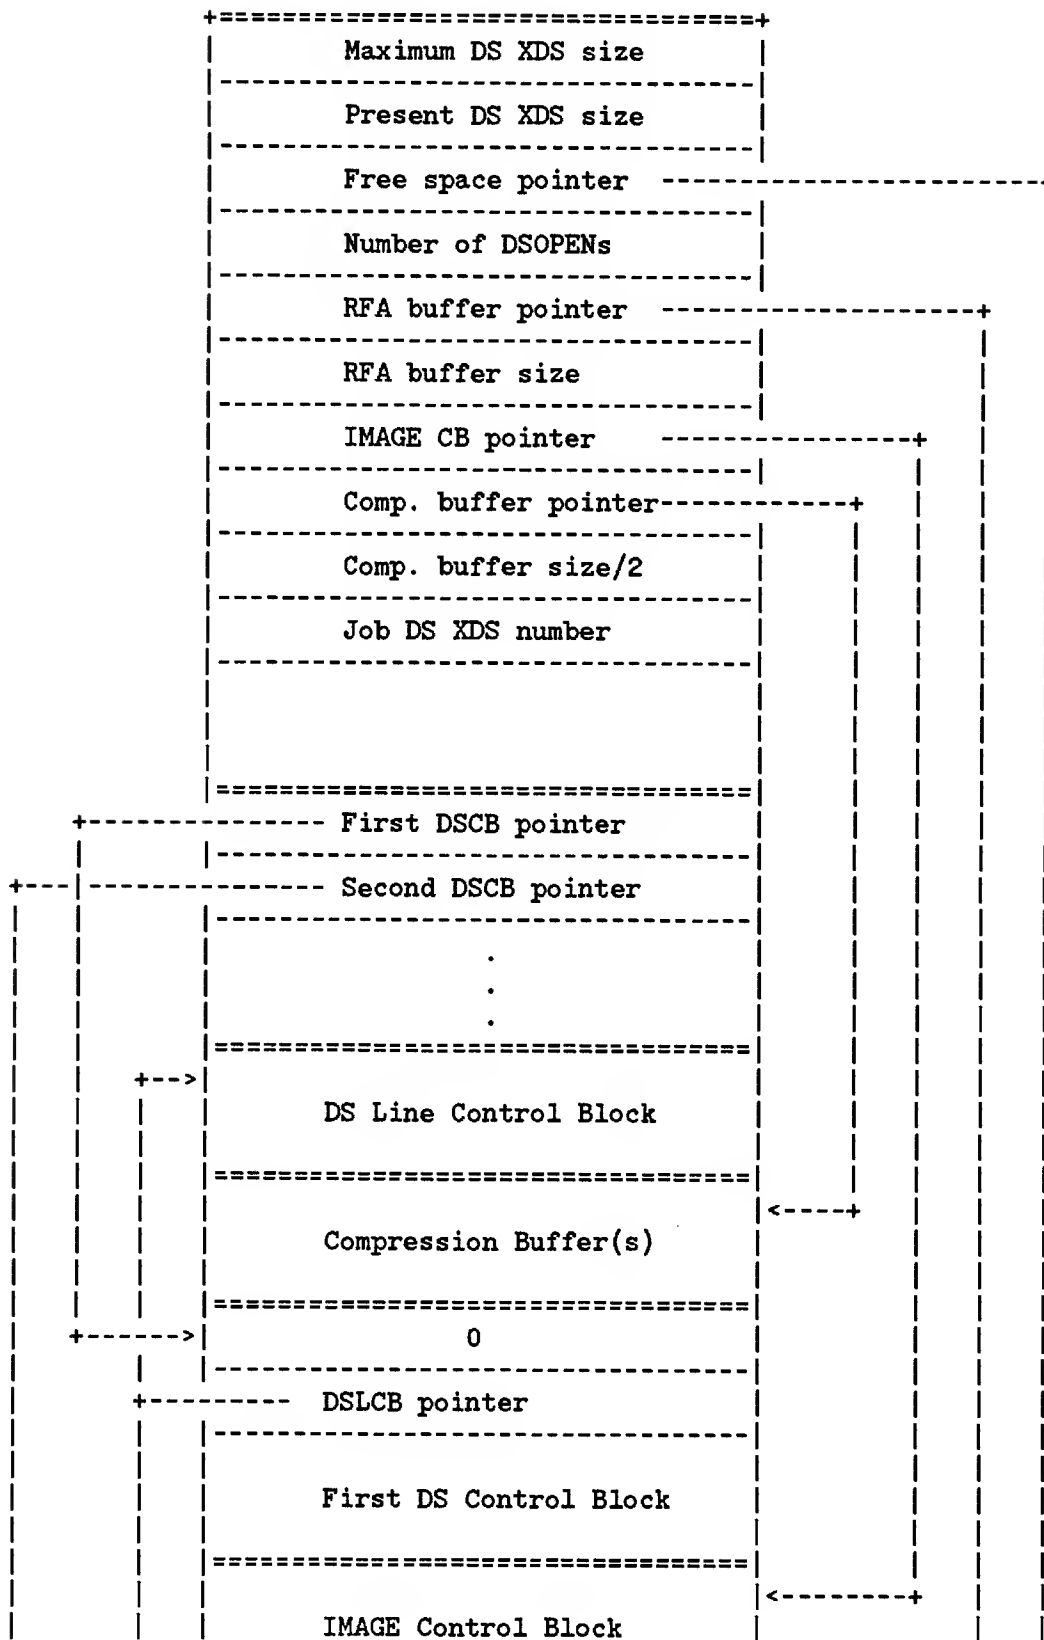 Maximum DS XDS size
Present DS XDS size
Free space pointer
Number of DSOPENs
RFA buffer pointer
RFA buffer size
IMAGE CB pointer
Comp. buffer pointer
Comp. buffer size/2
Job DS XDS number
First DSCB pointer
Second DSCB pointer
.
.
.
DS Line Control Block
Compression Buffer(s)
0
DSLCB pointer
First DS Control Block
IMAGE Control Block